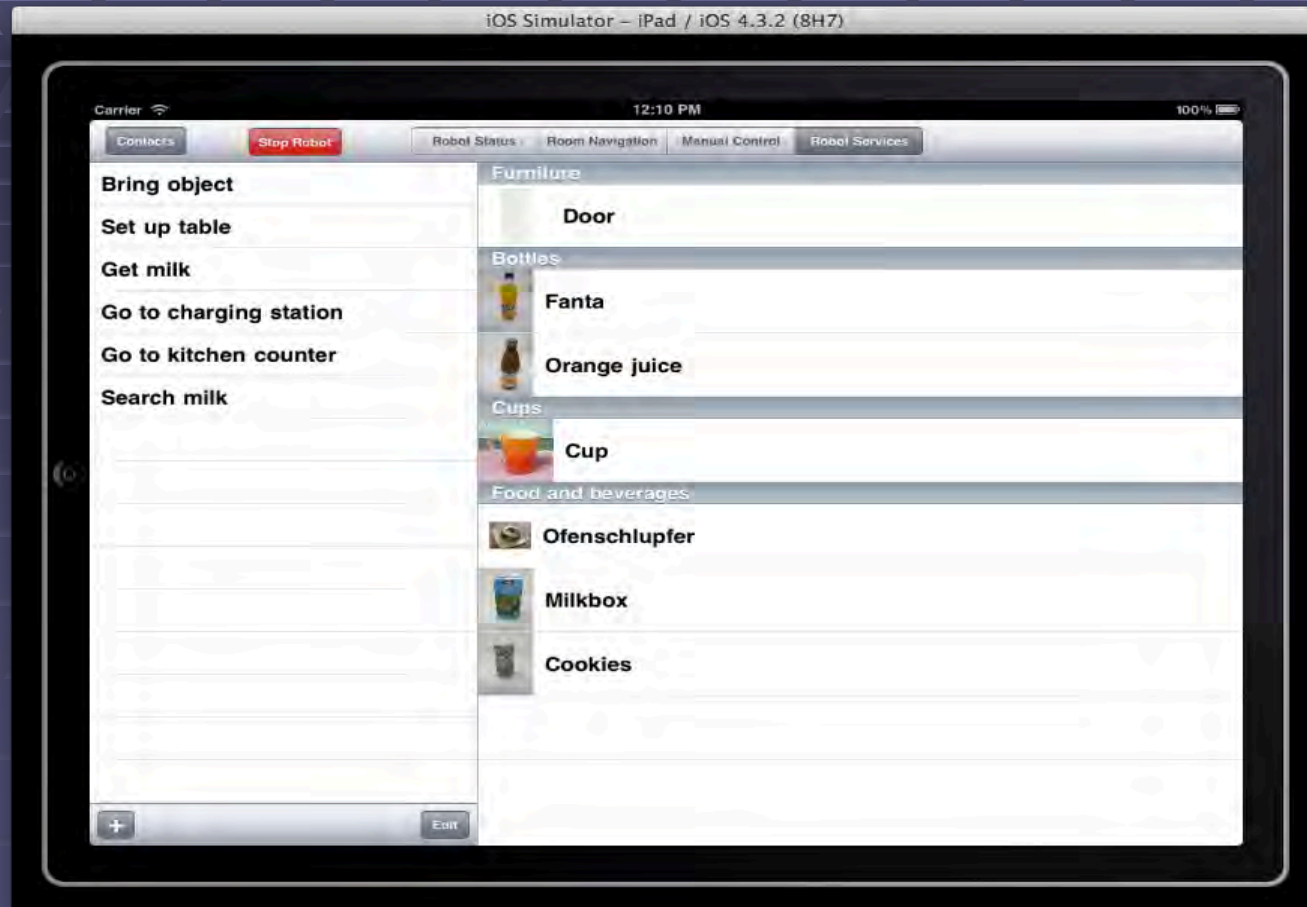 iOS Simulator – iPad / iOS 4.3.2 (8H7)
Carrier 12:10 PM 100%
Contacts Stop Robot Robot Status Room Navigation Manual Control Robot Services
Bring object
Set up table
Get milk
Go to charging station
Go to kitchen counter
Search milk
+ Edit
Furniture
Door
Bottles
Fanta
Orange juice
Cups
Cup
Food and beverages
Ofenschlupfer
Milkbox
Cookies